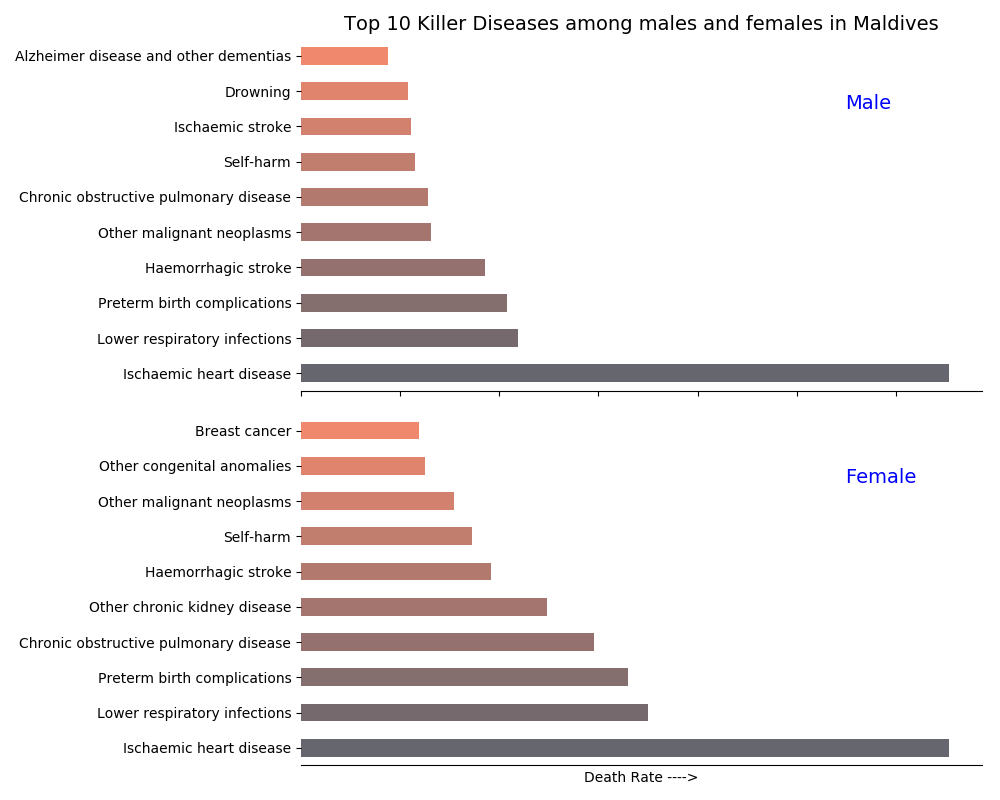 Top 10 Killer Diseases among males and females in Maldives
Alzheimer disease and other dementias
Drowning
Male
Ischaemic stroke
Self-harm
Chronic obstructive pulmonary disease
Other malignant neoplasms
Haemorrhagic stroke
Preterm birth complications
Lower respiratory infections
Ischaemic heart disease
Breast cancer
Other congenital anomalies
Female
Other malignant neoplasms
Self-harm
Haemorrhagic stroke
Other chronic kidney disease
Chronic obstructive pulmonary disease
Preterm birth complications
Lower respiratory infections
Ischaemic heart disease
Death Rate ---->